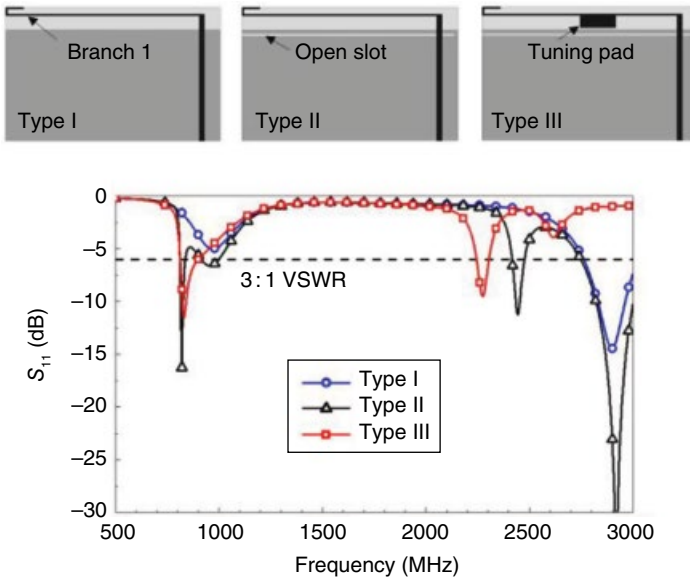 Branch 1
Type I
Open slot
Type II
Tuning pad
Type III
0
–5
–10
–15
–20
–25
–30
S11 (dB)
3 : 1 VSWR
Type I
Type II
Type III
500
1000
1500
2000
2500
3000
Frequency (MHz)